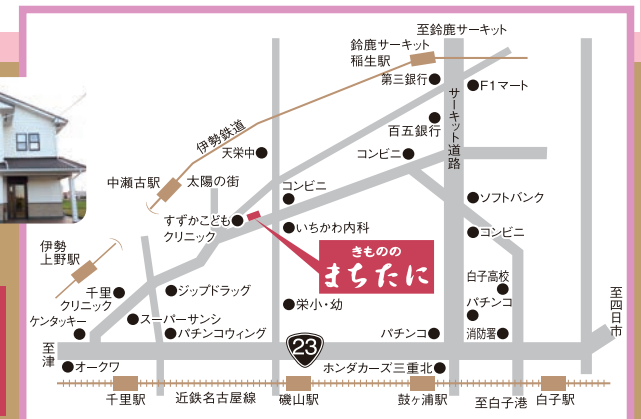 至鈴鹿サーキット
鈴鹿サーキット
稲生駅
第三銀行
F1マート
サーキット道路
百五銀行
伊勢鉄道
天栄中
コンビニ
中瀬古駅
太陽の街
コンビニ
ソフトバンク
すずかこども
クリニック
いちかわ内科
コンビニ
きものの
まちたに
伊勢
上野駅
白子高校
千里
クリニック
ジップドラッグ
栄小・幼
パチンコ
至四日市
ケンタッキー
スーパーサンシ
パチンコウィング
パチンコ
消防署
23
至津
オークワ
ホンダカーズ三重北
千里駅
近鉄名古屋線
磯山駅
鼓ヶ浦駅
至白子港
白子駅